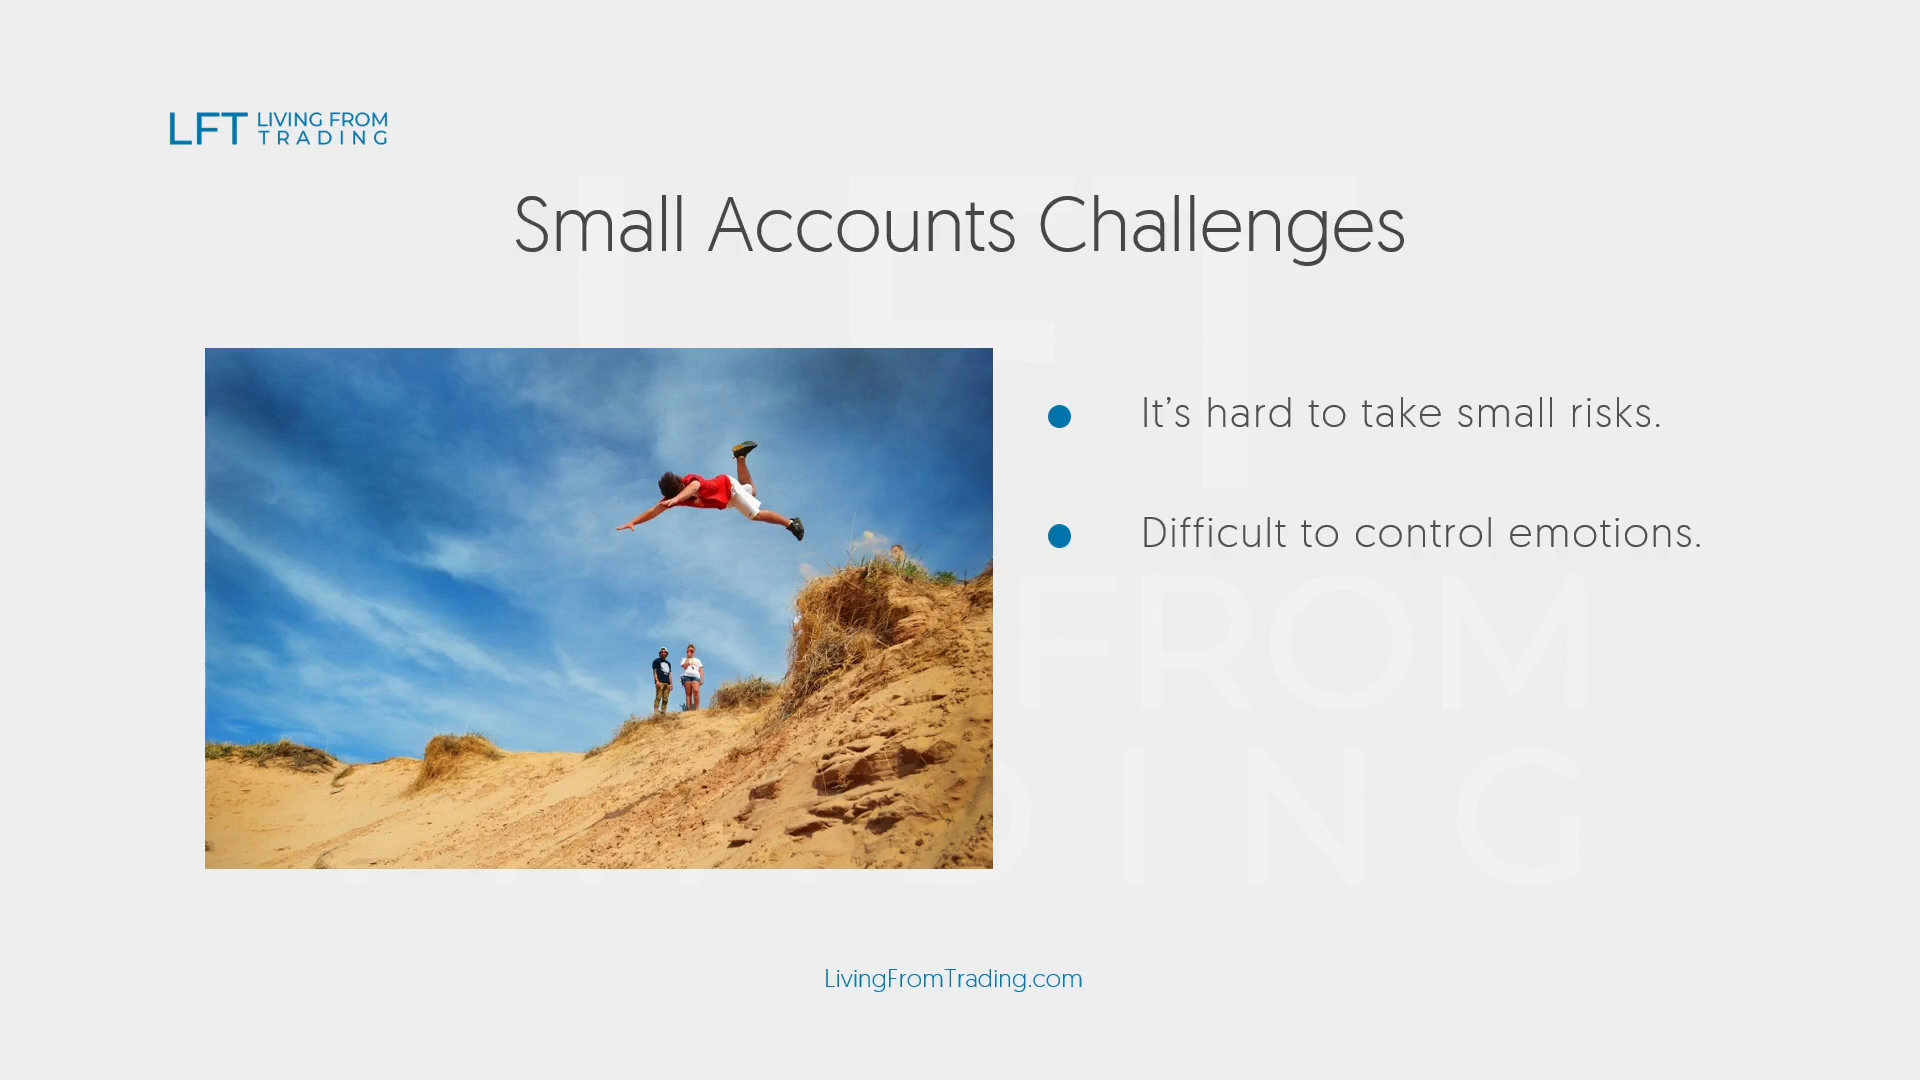 LFT LIVING FROM
TRADING
Small Accounts Challenges
It’s hard to take small risks.
Difficult to control emotions.
LivingFromTrading.com